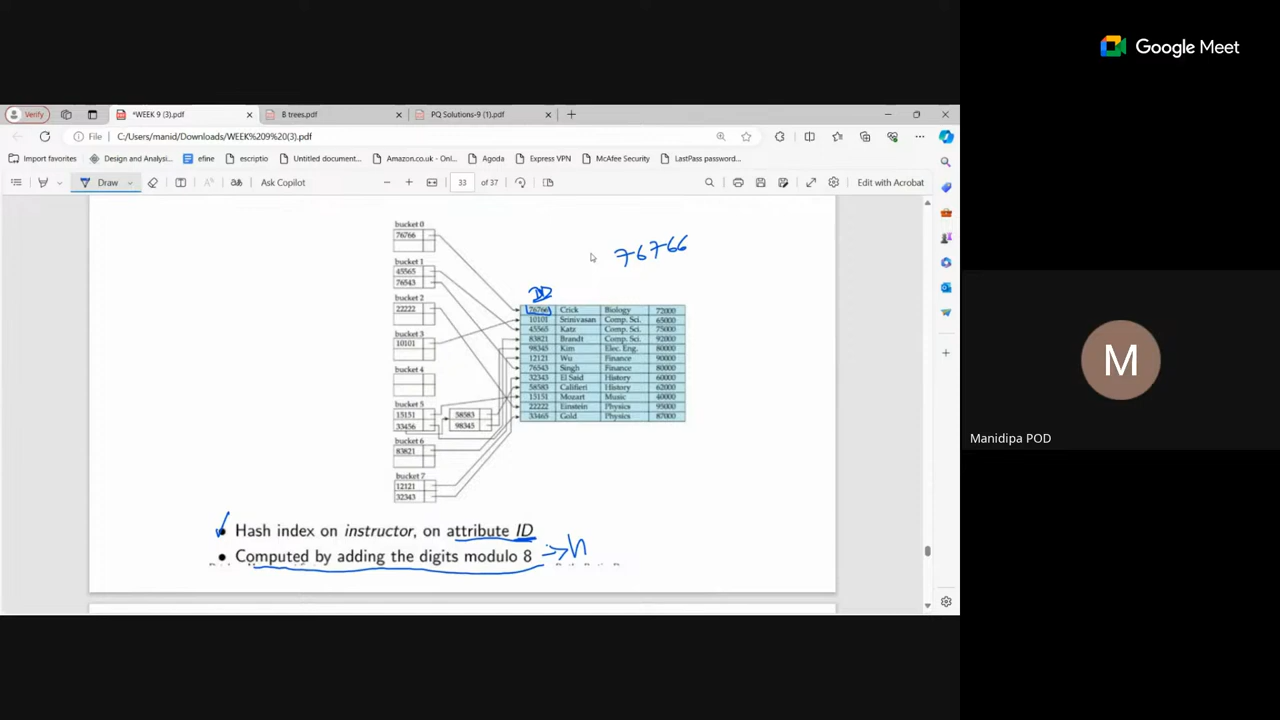 Google Meet
Verify
*WEEK 9 (3).pdf
B trees.pdf
PQ Solutions-9 (1).pdf
File
C:/Users/manid/Downloads/WEEK%209%20(3).pdf
Import favorites
Design and Analysi...
efine
escriptio
Untitled document...
Amazon.co.uk - Onl...
Agoda
Express VPN
McAfee Security
LastPass password...
Draw
Ask Copilot
33 of 37
Edit with Acrobat
bucket 0
76766
bucket 1
45565
76543
bucket 2
22222
bucket 3
10101
bucket 4
bucket 5
15151
33456
58583
98345
bucket 6
83821
bucket 7
12121
32343
76766
ID
76766 Crick Biology 72000
10101 Srinivasan Comp. Sci. 65000
45565 Katz Comp. Sci. 75000
83821 Brandt Comp. Sci. 92000
98345 Kim Elec. Eng. 80000
12121 Wu Finance 90000
76543 Singh Finance 80000
32343 El Said History 60000
58583 Califieri History 62000
15151 Mozart Music 40000
22222 Einstein Physics 95000
33465 Gold Physics 87000
• Hash index on instructor, on attribute ID
• Computed by adding the digits modulo 8 → h
M
Manidipa POD